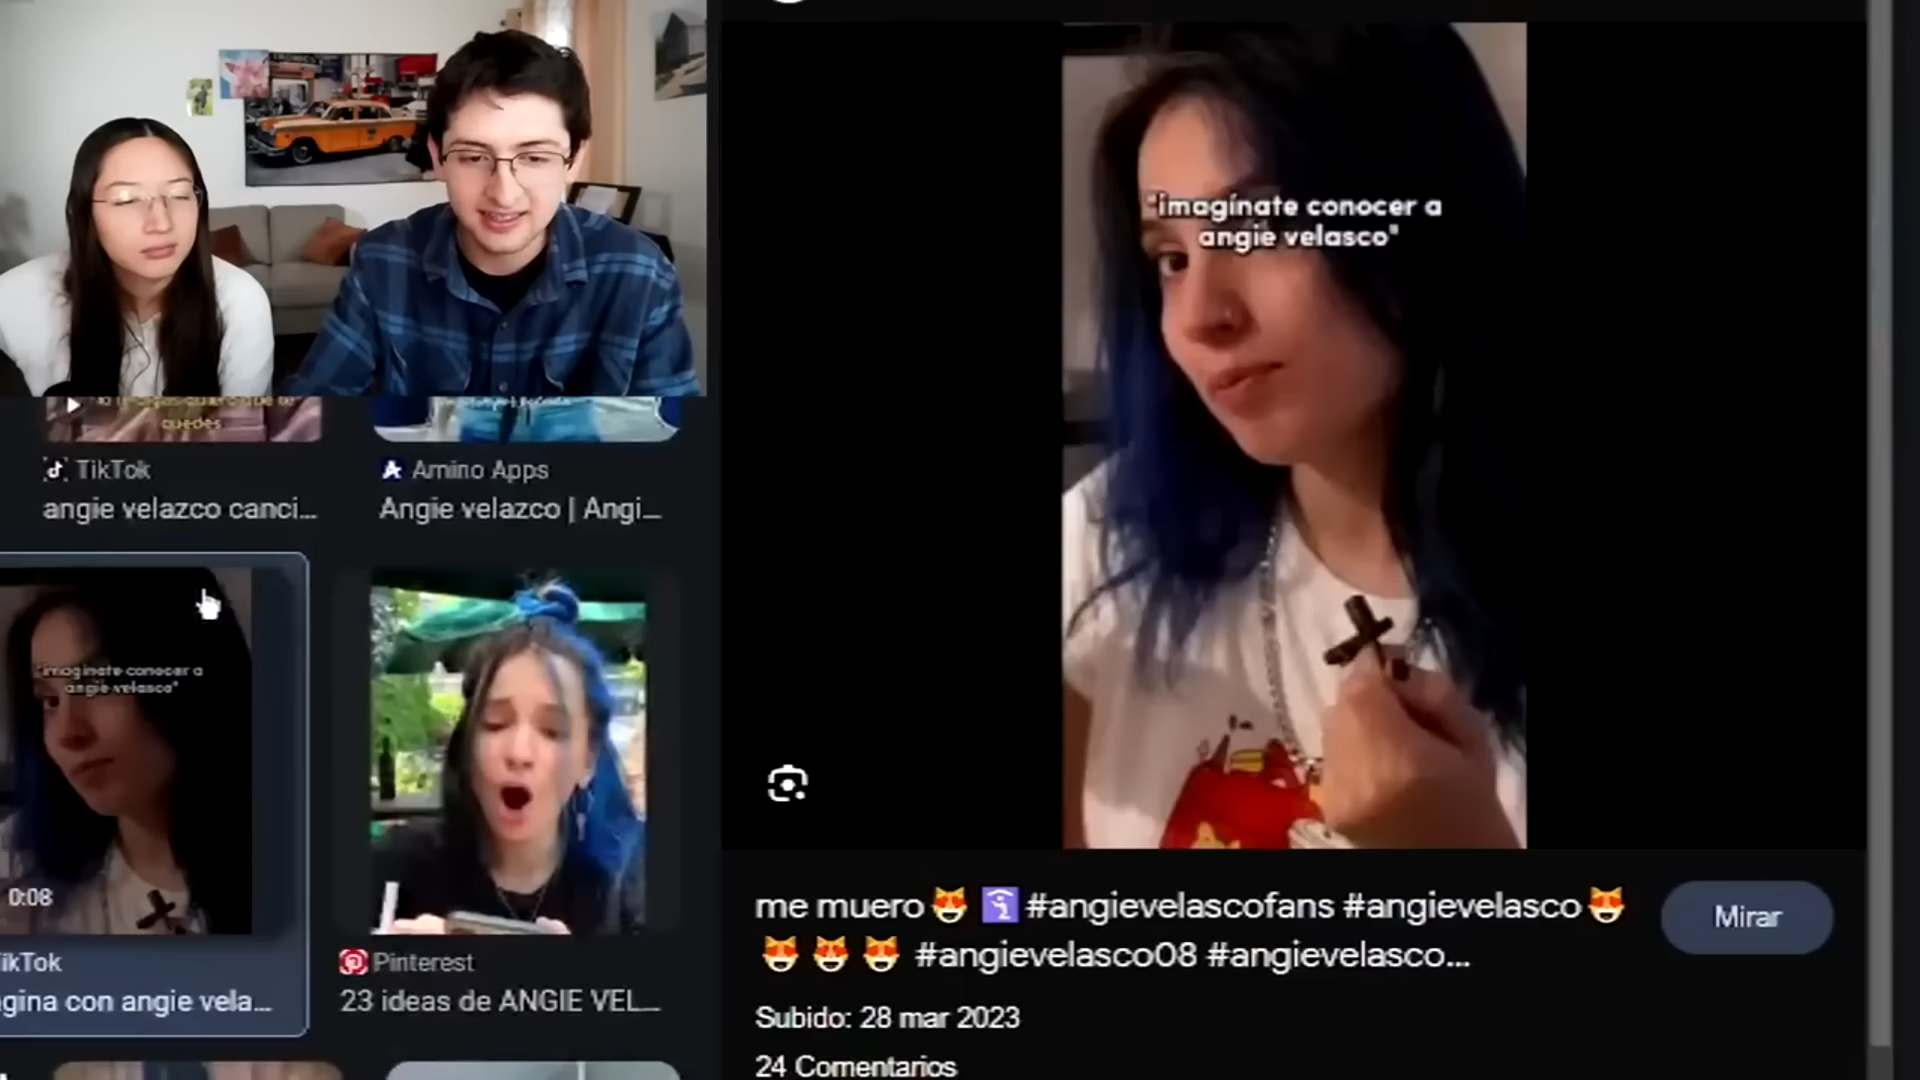 "imagínate conocer a
angie velasco"
quedes
TikTok
angie velazco canci...
Amino Apps
Angie velazco | Angi...
"imagínate conocer a
angie velasco"
0:08
ikTok
gina con angie vela...
Pinterest
23 ideas de ANGIE VEL...
me muero😻 🛐#angievelascofans #angievelasco😻
😻 😻 😻 #angievelasco08 #angievelasco...
Mirar
Subido: 28 mar 2023
24 Comentarios